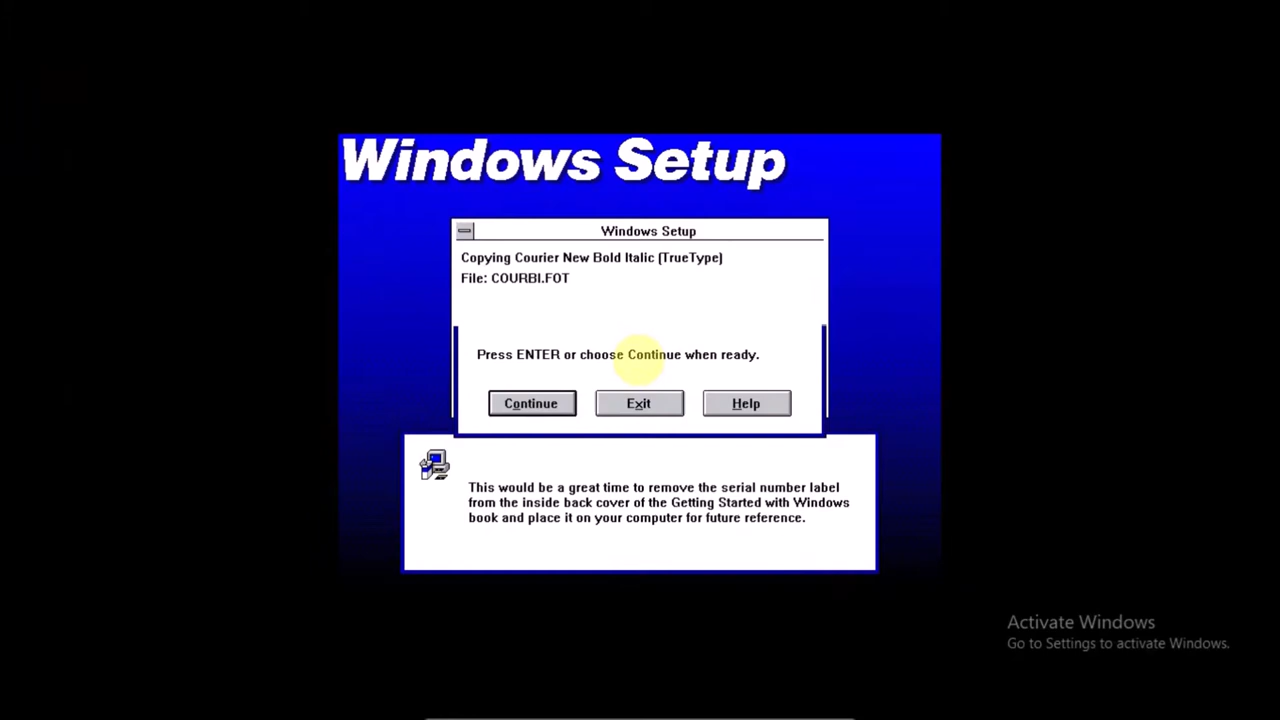 Windows Setup
Windows Setup
Copying Courier New Bold Italic (TrueType)
File: COURBI.FOT
Press ENTER or choose Continue when ready.
Continue
Exit
Help
This would be a great time to remove the serial number label
from the inside back cover of the Getting Started with Windows
book and place it on your computer for future reference.
Activate Windows
Go to Settings to activate Windows.